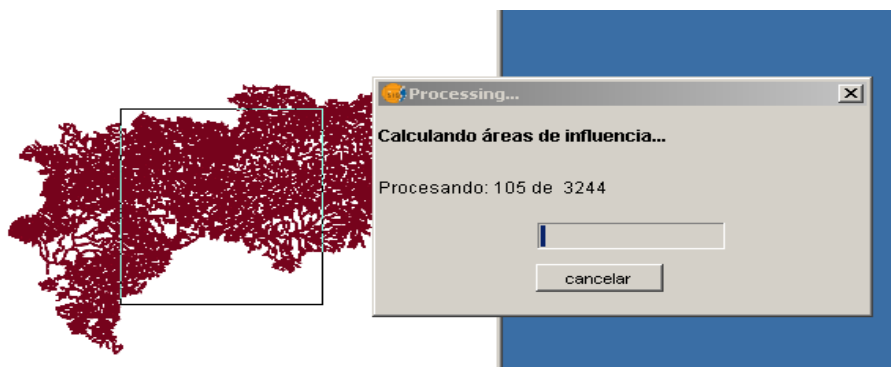 Processing...
Calculando áreas de influencia...
Procesando: 105 de 3244
cancelar